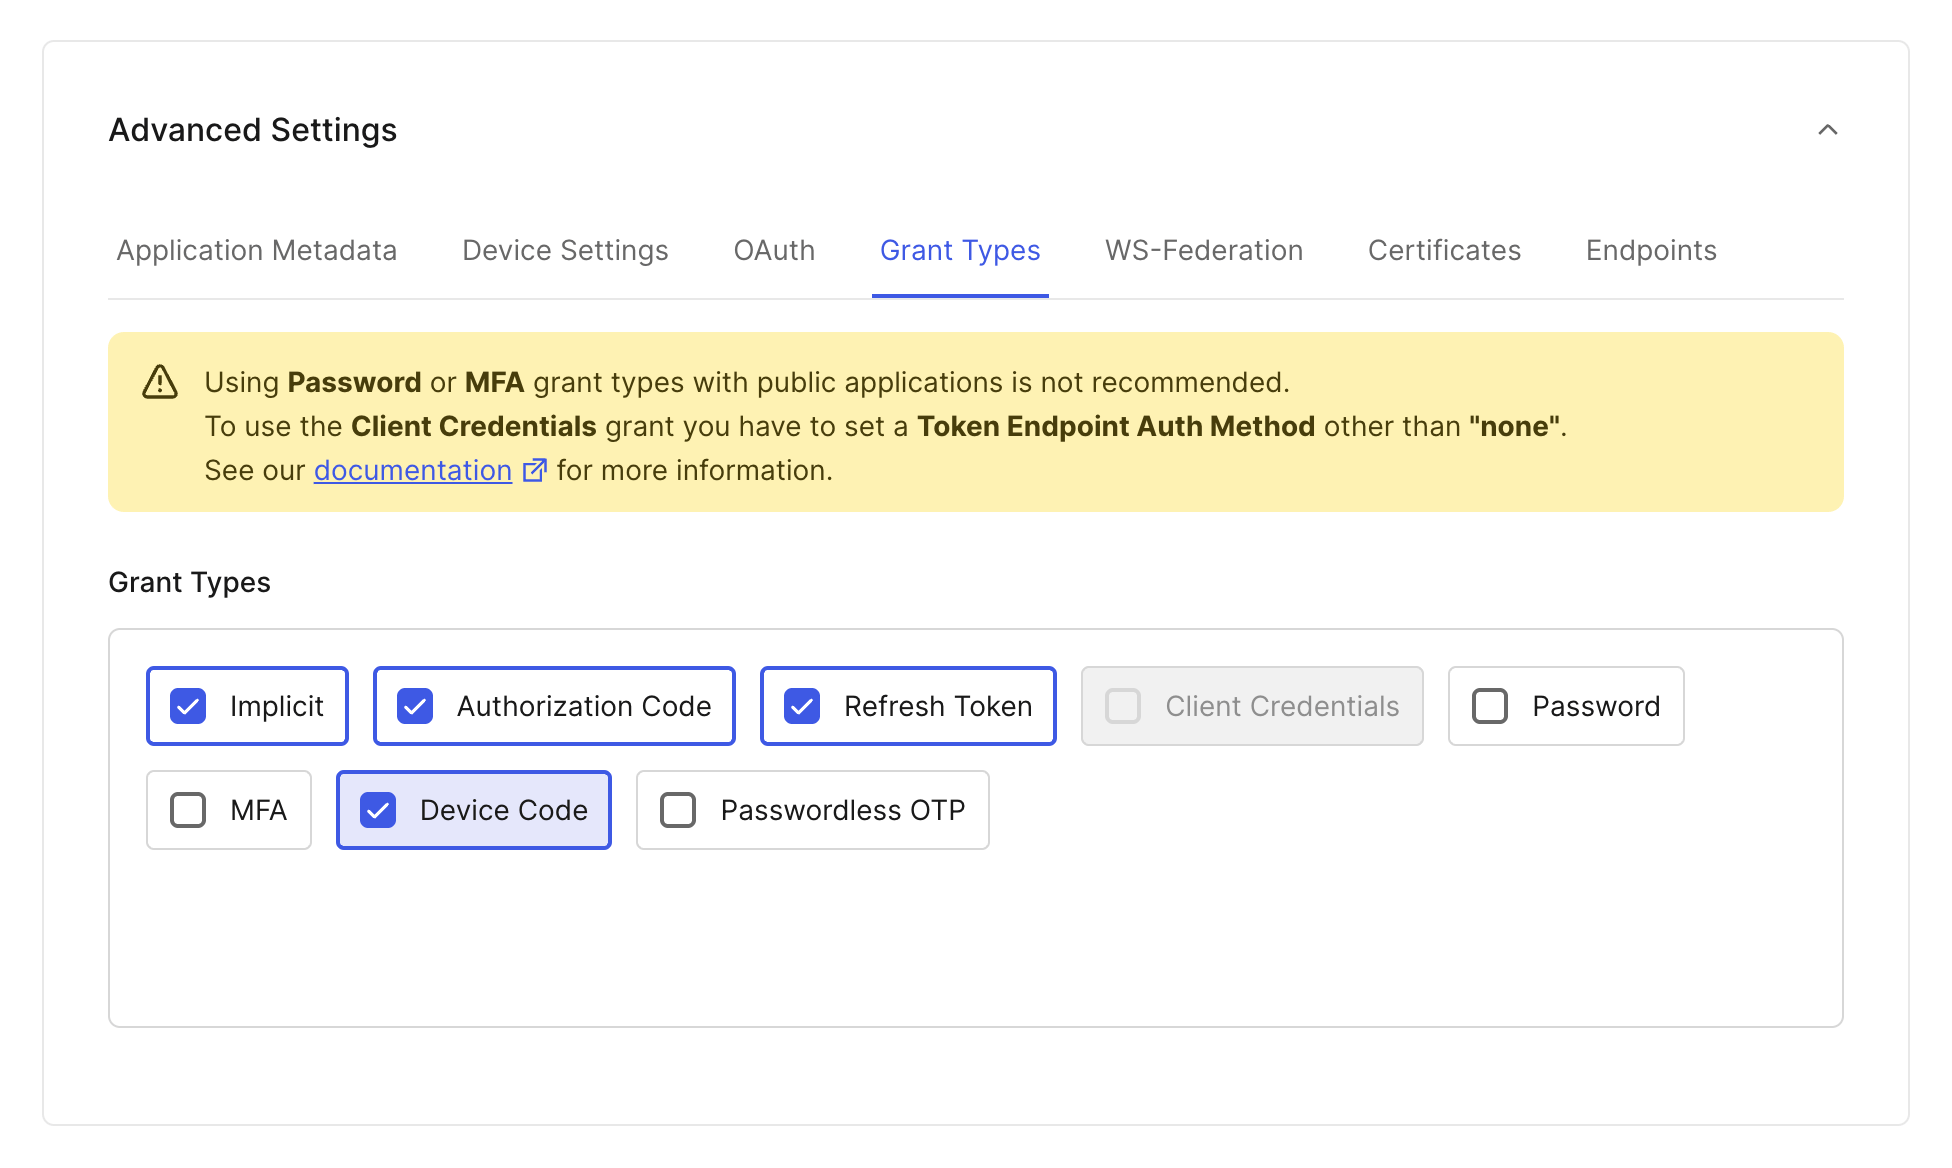 Advanced Settings
Application Metadata Device Settings OAuth Grant Types WS-Federation Certificates Endpoints
Using Password or MFA grant types with public applications is not recommended.
To use the Client Credentials grant you have to set a Token Endpoint Auth Method other than "none".
See our documentation for more information.
Grant Types
Implicit Authorization Code Refresh Token Client Credentials Password
MFA Device Code Passwordless OTP